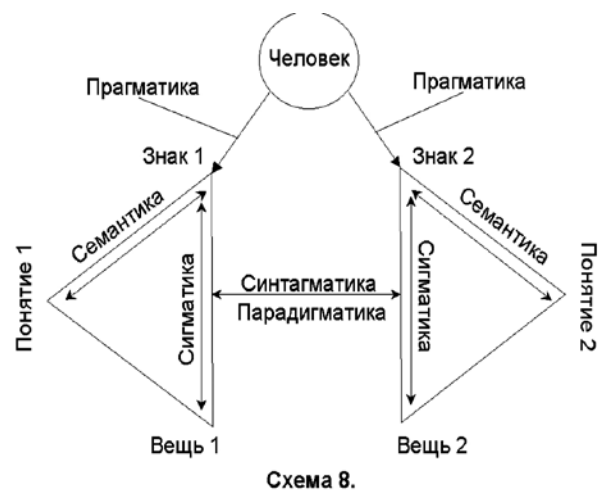 Человек
Прагматика
Прагматика
Знак 1
Знак 2
Семантика
Семантика
Понятие 1
Сигматика
Синтагматика
Парадигматика
Сигматика
Понятие 2
Вещь 1
Вещь 2
Схема 8.